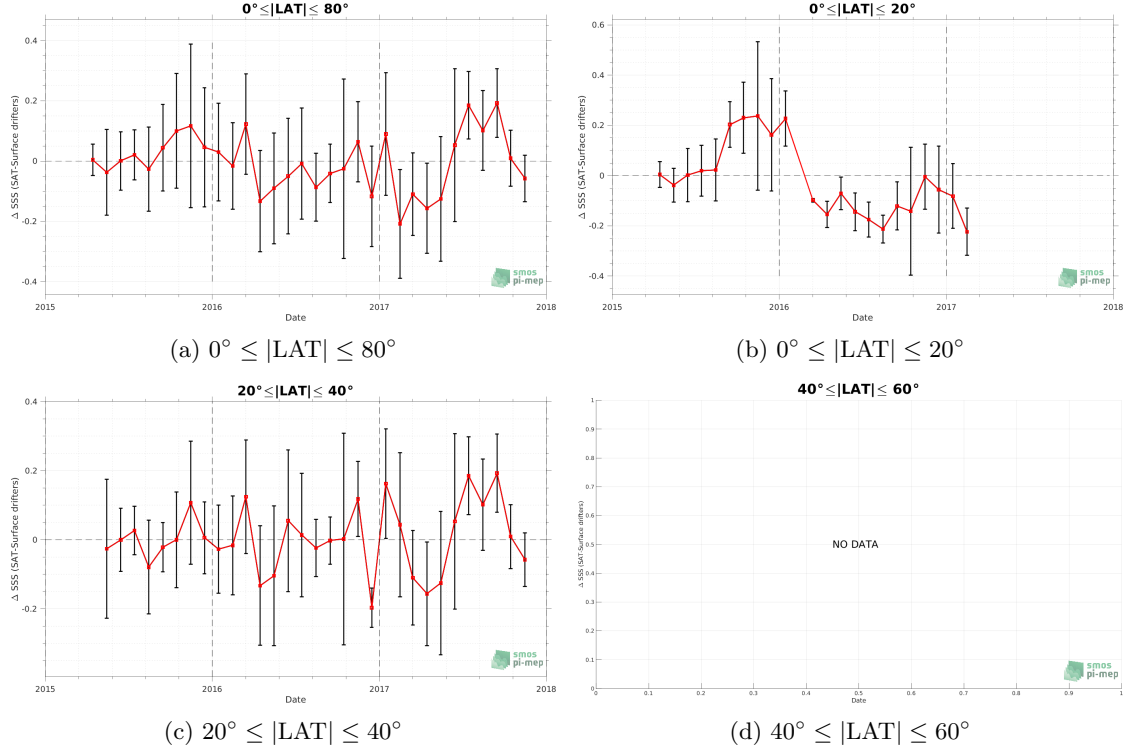 0°≤|LAT|≤ 80°
0.4
0.2
0
-0.2
-0.4
Δ SSS (SAT-Surface drifters)
2015
2016
2017
2018
Date
smos
pi-mep
(a) 0° ≤ |LAT| ≤ 80°
0°≤|LAT|≤ 20°
0.6
0.4
0.2
0
-0.2
-0.4
Δ SSS (SAT-Surface drifters)
2015
2016
2017
2018
Date
smos
pi-mep
(b) 0° ≤ |LAT| ≤ 20°
20°≤|LAT|≤ 40°
0.4
0.2
0
-0.2
Δ SSS (SAT-Surface drifters)
2015
2016
2017
2018
Date
smos
pi-mep
(c) 20° ≤ |LAT| ≤ 40°
40°≤|LAT|≤ 60°
1
0.9
0.8
0.7
0.6
0.5
0.4
0.3
0.2
0.1
0
Δ SSS (SAT-Surface drifters)
NO DATA
0 0.1 0.2 0.3 0.4 0.5 0.6 0.7 0.8 0.9 1
Date
smos
pi-mep
(d) 40° ≤ |LAT| ≤ 60°